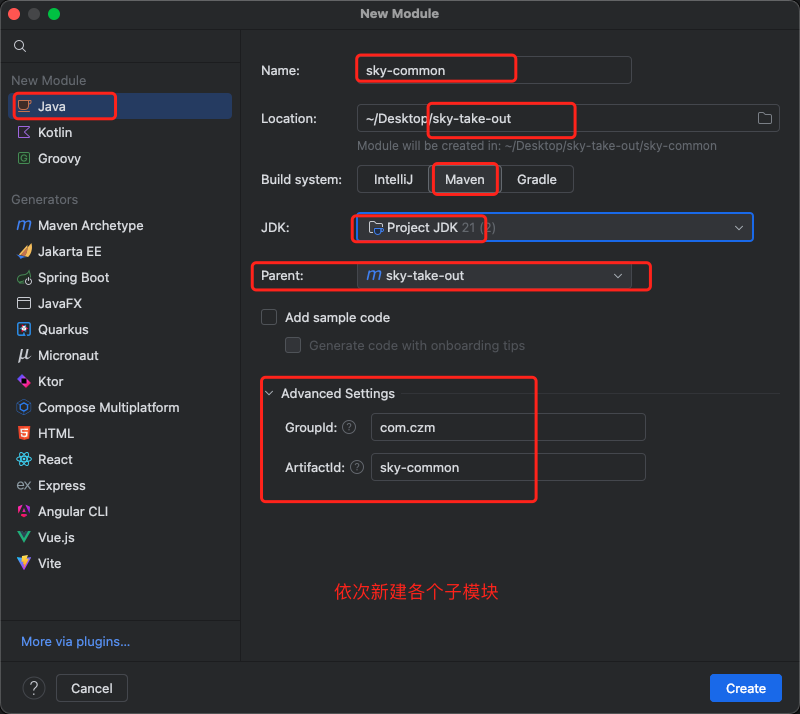 New Module
New Module
Java
Kotlin
Groovy
Generators
Maven Archetype
Jakarta EE
Spring Boot
JavaFX
Quarkus
Micronaut
Ktor
Compose Multiplatform
HTML
React
Express
Angular CLI
Vue.js
Vite
More via plugins...
Name: sky-common
Location: ~/Desktop/sky-take-out
Module will be created in: ~/Desktop/sky-take-out/sky-common
Build system: IntelliJ Maven Gradle
JDK: Project JDK 21 (2)
Parent: m sky-take-out
Add sample code
Generate code with onboarding tips
Advanced Settings
GroupId: ? com.czm
ArtifactId: ? sky-common
依次新建各个子模块
? Cancel Create